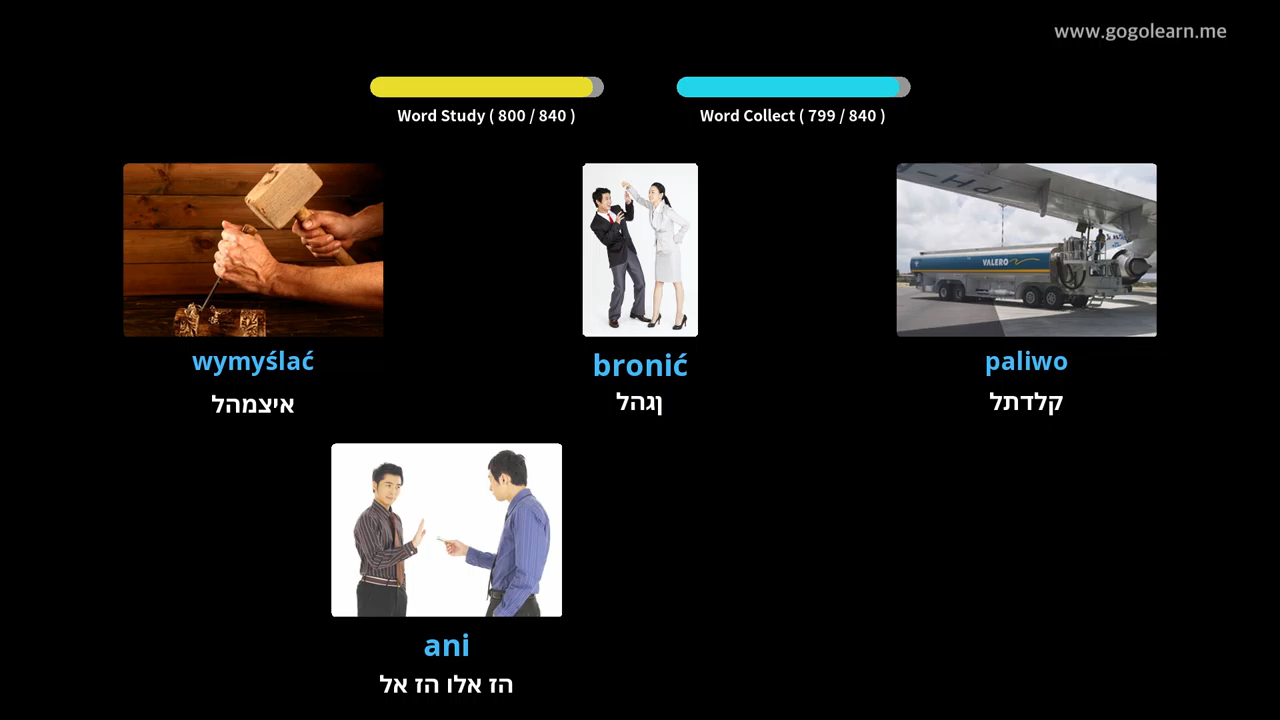 www.gogolearn.me
Word Study ( 800 / 840 )
Word Collect ( 799 / 840 )
wymyślać
איצמהל
bronić
ןגהל
paliwo
קלדתל
VALERO
PH-
ani
הז אלו הז אל